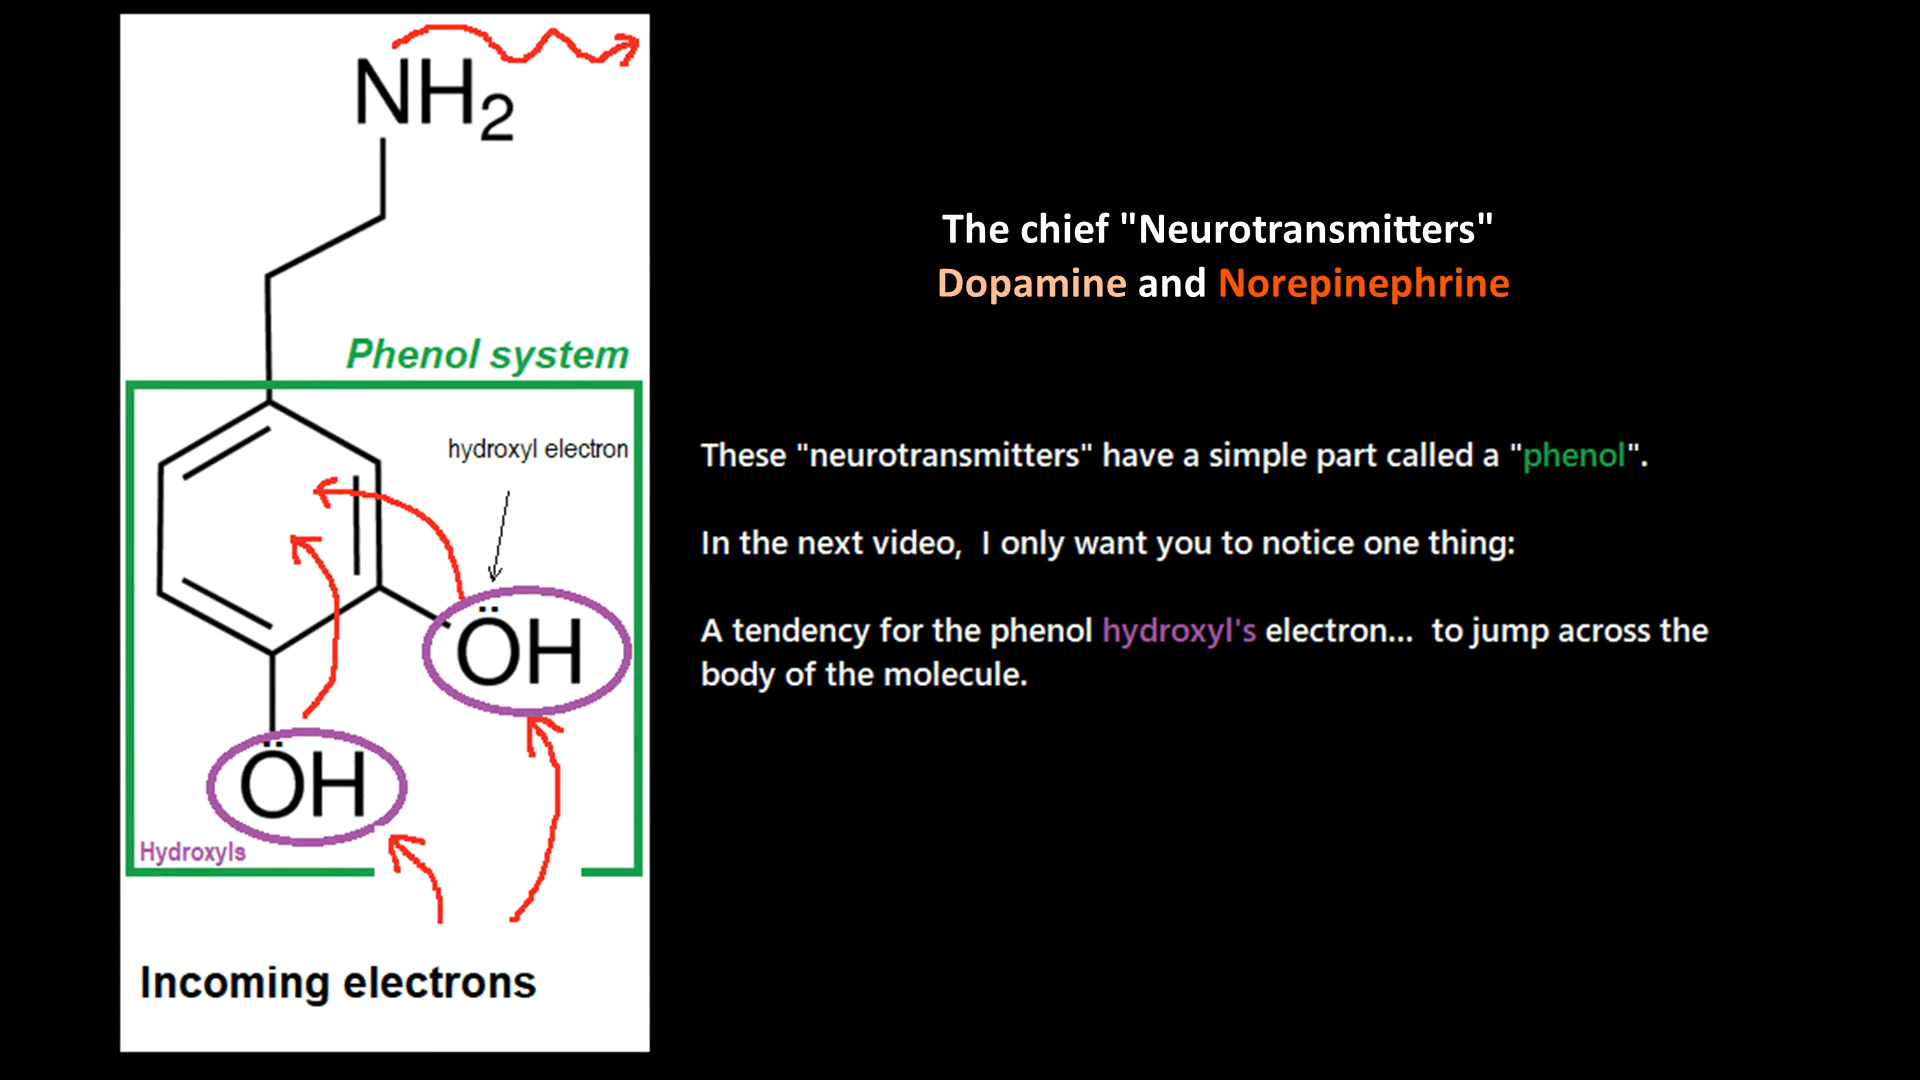 NH2
Phenol system
hydroxyl electron
ÖH
ÖH
Hydroxyls
Incoming electrons
The chief "Neurotransmitters"
Dopamine and Norepinephrine
These "neurotransmitters" have a simple part called a "phenol".
In the next video,  I only want you to notice one thing:
A tendency for the phenol hydroxyl's electron...  to jump across the
body of the molecule.